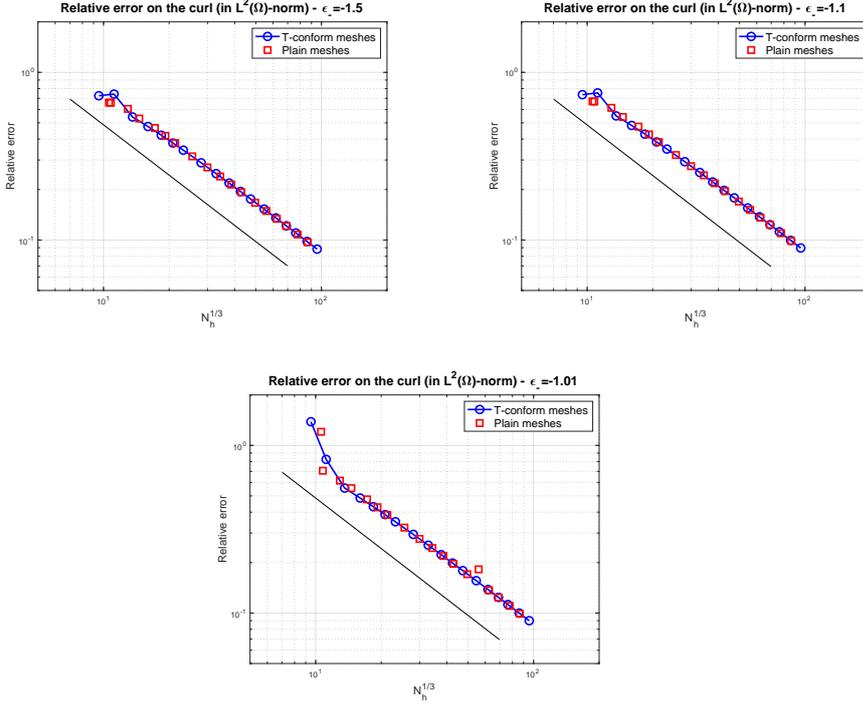 Relative error on the curl (in L²(Ω)-norm) - ϵ_=-1.5
T-conform meshes
Plain meshes
10⁰
Relative error
10⁻¹
10¹
10²
N_h^{1/3}
Relative error on the curl (in L²(Ω)-norm) - ϵ_=-1.1
T-conform meshes
Plain meshes
10⁰
Relative error
10⁻¹
10¹
10²
N_h^{1/3}
Relative error on the curl (in L²(Ω)-norm) - ϵ_=-1.01
T-conform meshes
Plain meshes
10⁰
Relative error
10⁻¹
10¹
10²
N_h^{1/3}